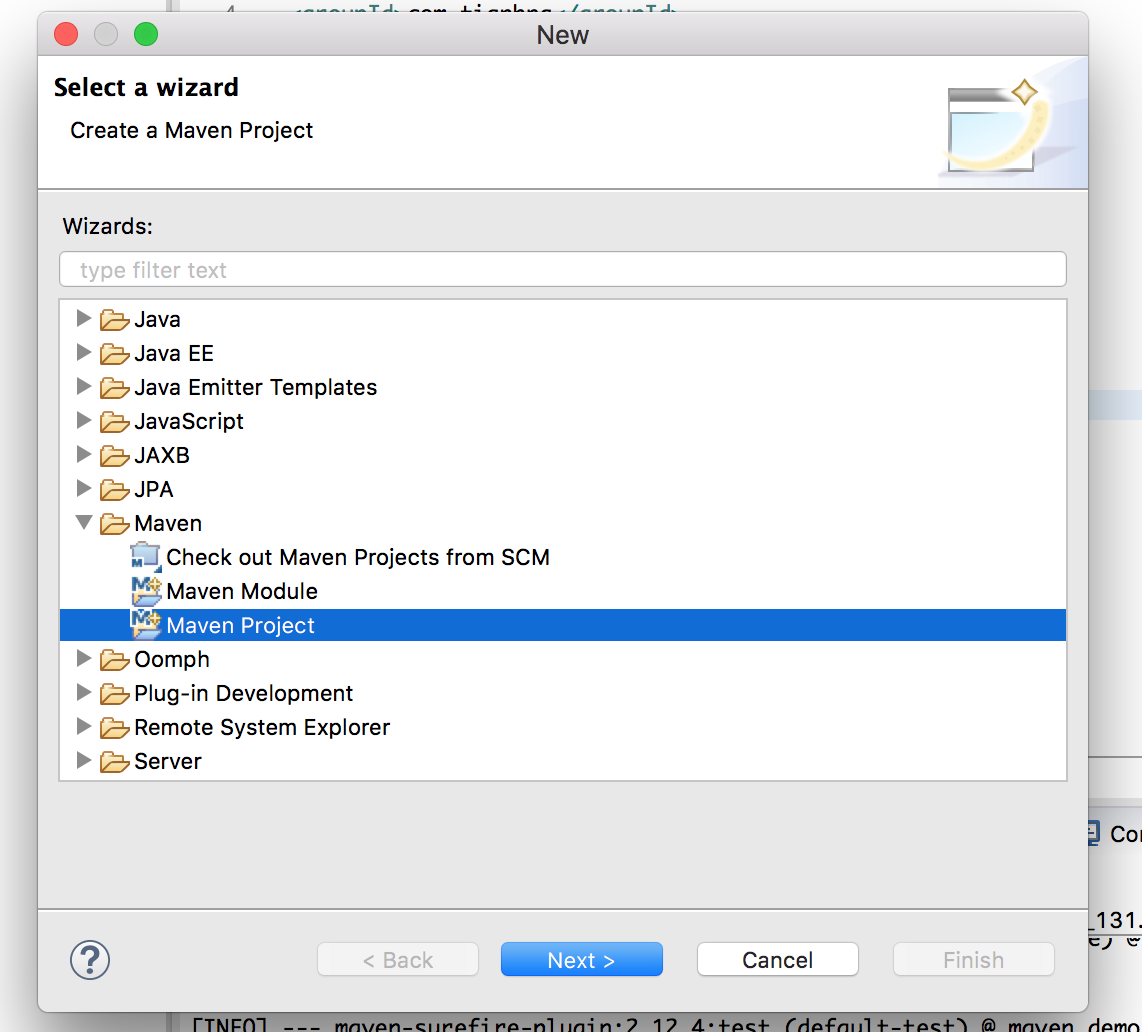 4 <groupId>com.ticphng</groupId>
New
Select a wizard
Create a Maven Project
Wizards:
type filter text
Java
Java EE
Java Emitter Templates
JavaScript
JAXB
JPA
Maven
Check out Maven Projects from SCM
Maven Module
Maven Project
Oomph
Plug-in Development
Remote System Explorer
Server
_131.
? < Back Next > Cancel Finish
[INFO] --- maven-surefire-plugin:2.12.4:test (default-test) @ maven demo